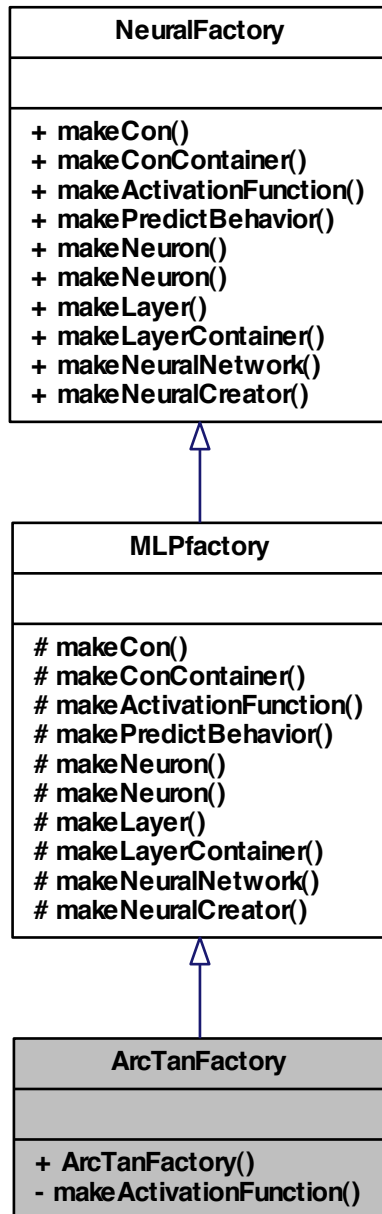 NeuralFactory
+ makeCon()
+ makeConContainer()
+ makeActivationFunction()
+ makePredictBehavior()
+ makeNeuron()
+ makeNeuron()
+ makeLayer()
+ makeLayerContainer()
+ makeNeuralNetwork()
+ makeNeuralCreator()
MLPfactory
# makeCon()
# makeConContainer()
# makeActivationFunction()
# makePredictBehavior()
# makeNeuron()
# makeNeuron()
# makeLayer()
# makeLayerContainer()
# makeNeuralNetwork()
# makeNeuralCreator()
ArcTanFactory
+ ArcTanFactory()
- makeActivationFunction()